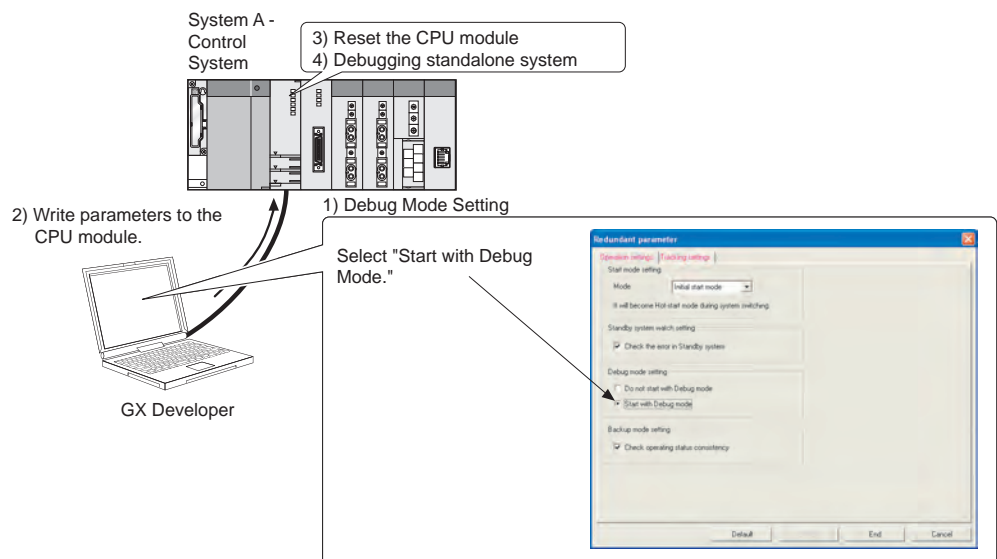 System A -
Control
System
3) Reset the CPU module
4) Debugging standalone system
2) Write parameters to the
CPU module.
1) Debug Mode Setting
Select "Start with Debug
Mode."
GX Developer
Redundant parameter
Operation settings
Tracking settings
Start mode setting
Mode
Initial start mode
It will become Hot-start mode during system switching.
Standby system watch setting
Check the error in Standby system
Debug mode setting
Do not start with Debug mode
Start with Debug mode
Backup mode setting
Check operating status consistency
Default
End
Cancel